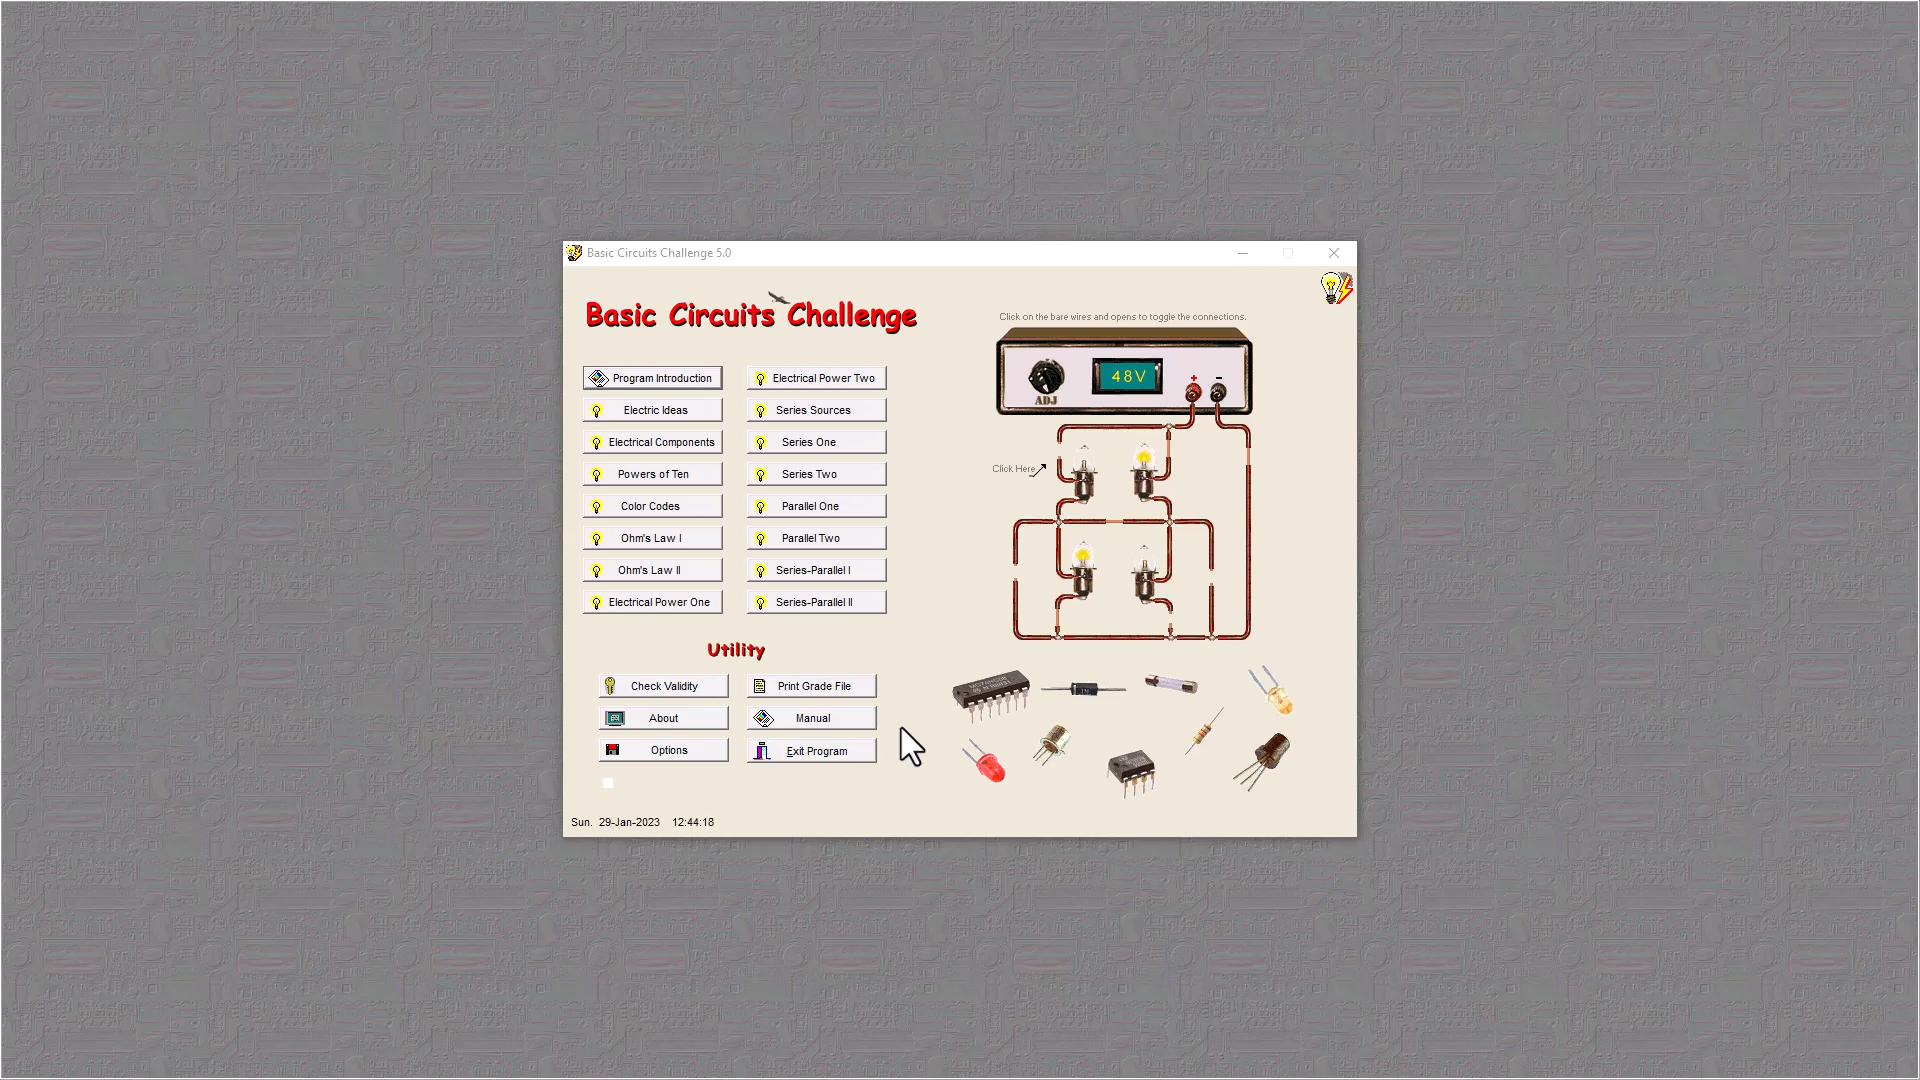 Basic Circuits Challenge 5.0
Basic Circuits Challenge
Click on the bare wires and opens to toggle the connections.
48V
+ -
ADJ
Click Here
Program Introduction
Electric Ideas
Electrical Components
Powers of Ten
Color Codes
Ohm's Law I
Ohm's Law II
Electrical Power One
Electrical Power Two
Series Sources
Series One
Series Two
Parallel One
Parallel Two
Series-Parallel I
Series-Parallel II
Utility
Check Validity
About
Options
Print Grade File
Manual
Exit Program
Sun. 29-Jan-2023 12:44:18